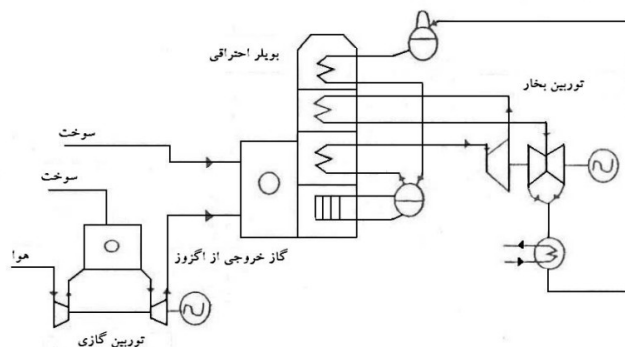 بویلر احتراقی
توربین بخار
سوخت
سوخت
گاز خروجی از اگزوز
هوا
توربین گازی